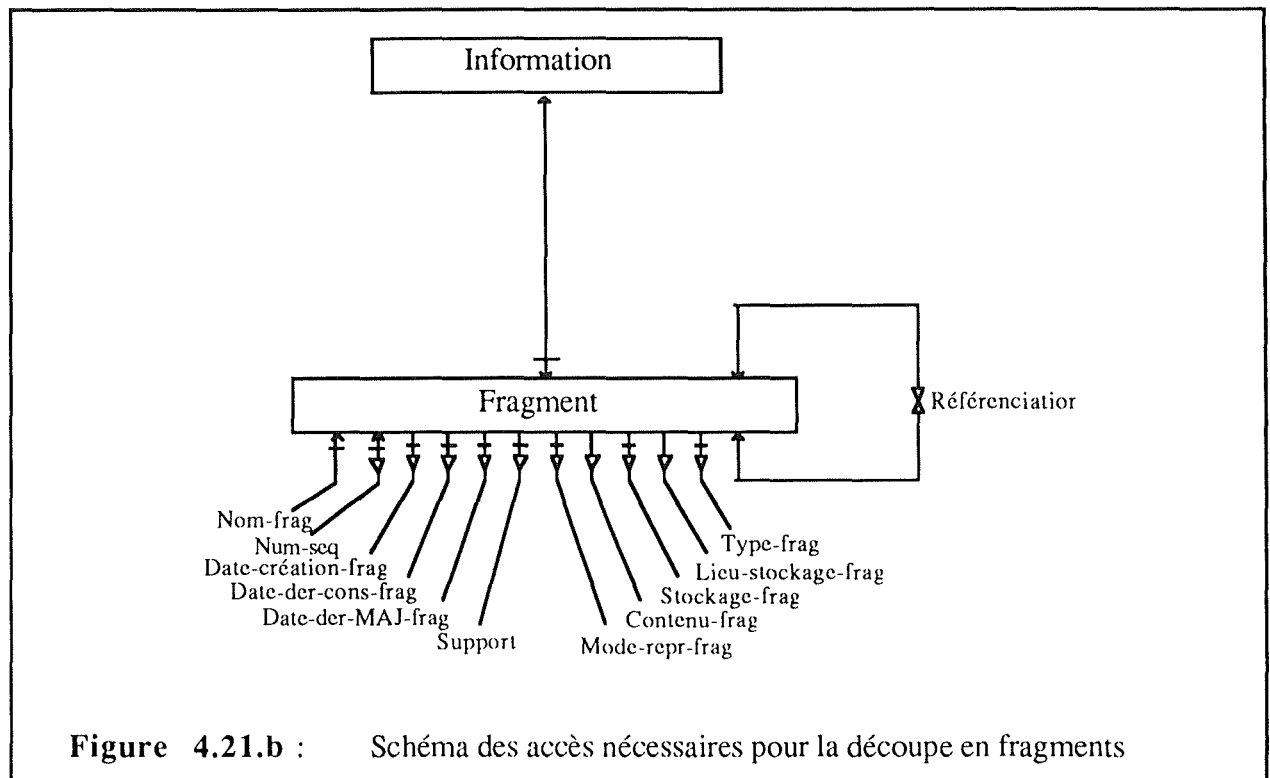 Information
Fragment
Référenciatior
Nom-frag
Num-seq
Date-création-frag
Date-der-cons-frag
Date-der-MAJ-frag
Support
Type-frag
Lieu-stockage-frag
Stockage-frag
Contenu-frag
Mode-repr-frag
Figure 4.21.b : Schéma des accès nécessaires pour la découpe en fragments